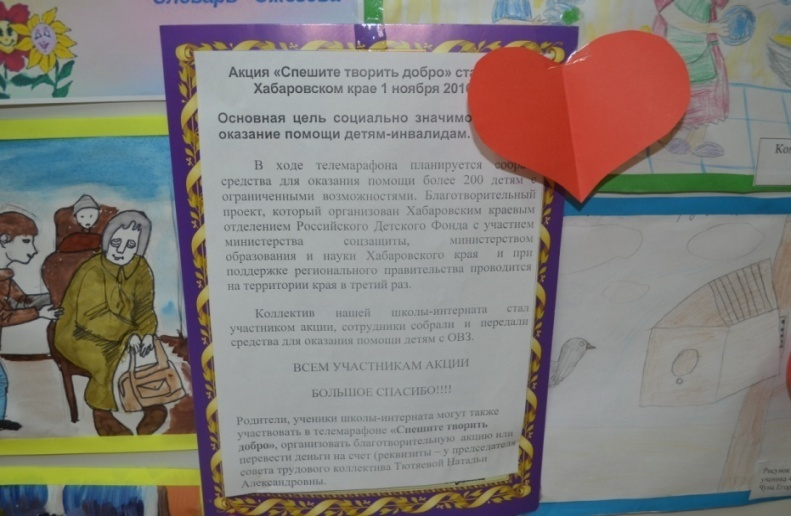 Словарь
Акция «Спешите творить добро»
Хабаровском крае 1 ноября
Основная цель социально
оказание помощи детям-инвалидам.
В ходе телемарафона планируется
средства для оказания помощи более 200 детям с
ограниченными возможностями. Благотворительный
проект, который организован Хабаровским краевым
отделением Российского Детского Фонда с участием
министерства соцзащиты, министерством
образования и науки Хабаровского края и при
поддержке регионального правительства проводится
на территории края в третий раз.
Коллектив нашей школы-интерната стал
участником акции, сотрудники собрали и передали
средства для оказания помощи детям с ОВЗ.
ВСЕМ УЧАСТНИКАМ АКЦИИ
БОЛЬШОЕ СПАСИБО!!!!
Родители, ученики школы-интерната могут также
участвовать в телемарафоне «Спешите творить
добро», организовать благотворительную акцию или
перевести деньги на счет (реквизиты – у председателя
совета трудового коллектива Тютяевой Натальи
Александровны.
Рисунок